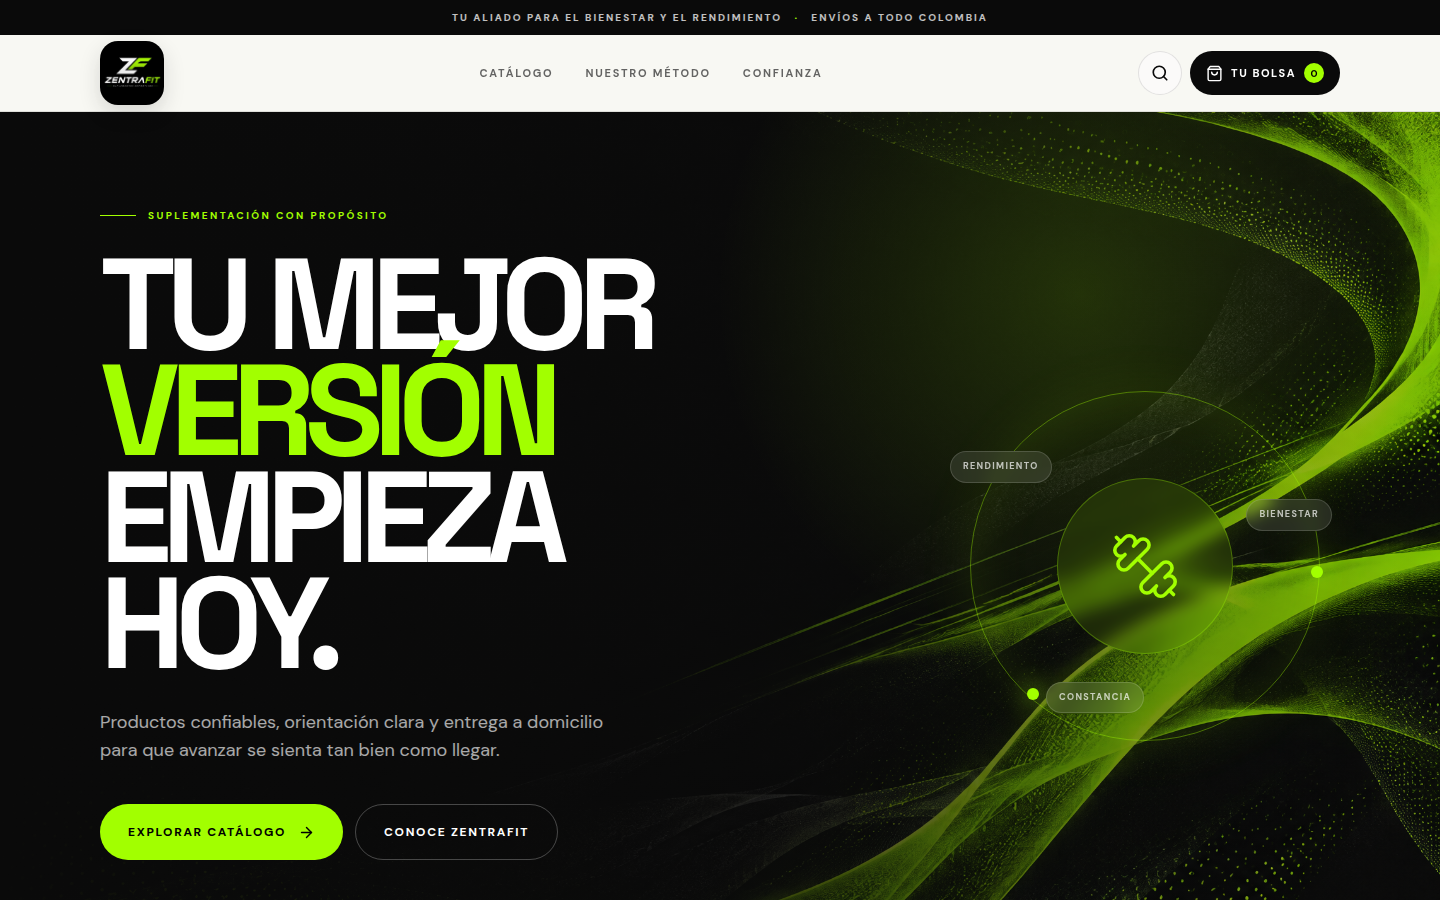 TU ALIADO PARA EL BIENESTAR Y EL RENDIMIENTO · ENVÍOS A TODO COLOMBIA
ZF
ZENTRAFIT
CATÁLOGO
NUESTRO MÉTODO
CONFIANZA
TU BOLSA 0
SUPLEMENTACIÓN CON PROPÓSITO
TU MEJOR
VERSIÓN
EMPIEZA
HOY.
RENDIMIENTO
BIENESTAR
CONSTANCIA
Productos confiables, orientación clara y entrega a domicilio
para que avanzar se sienta tan bien como llegar.
EXPLORAR CATÁLOGO
CONOCE ZENTRAFIT